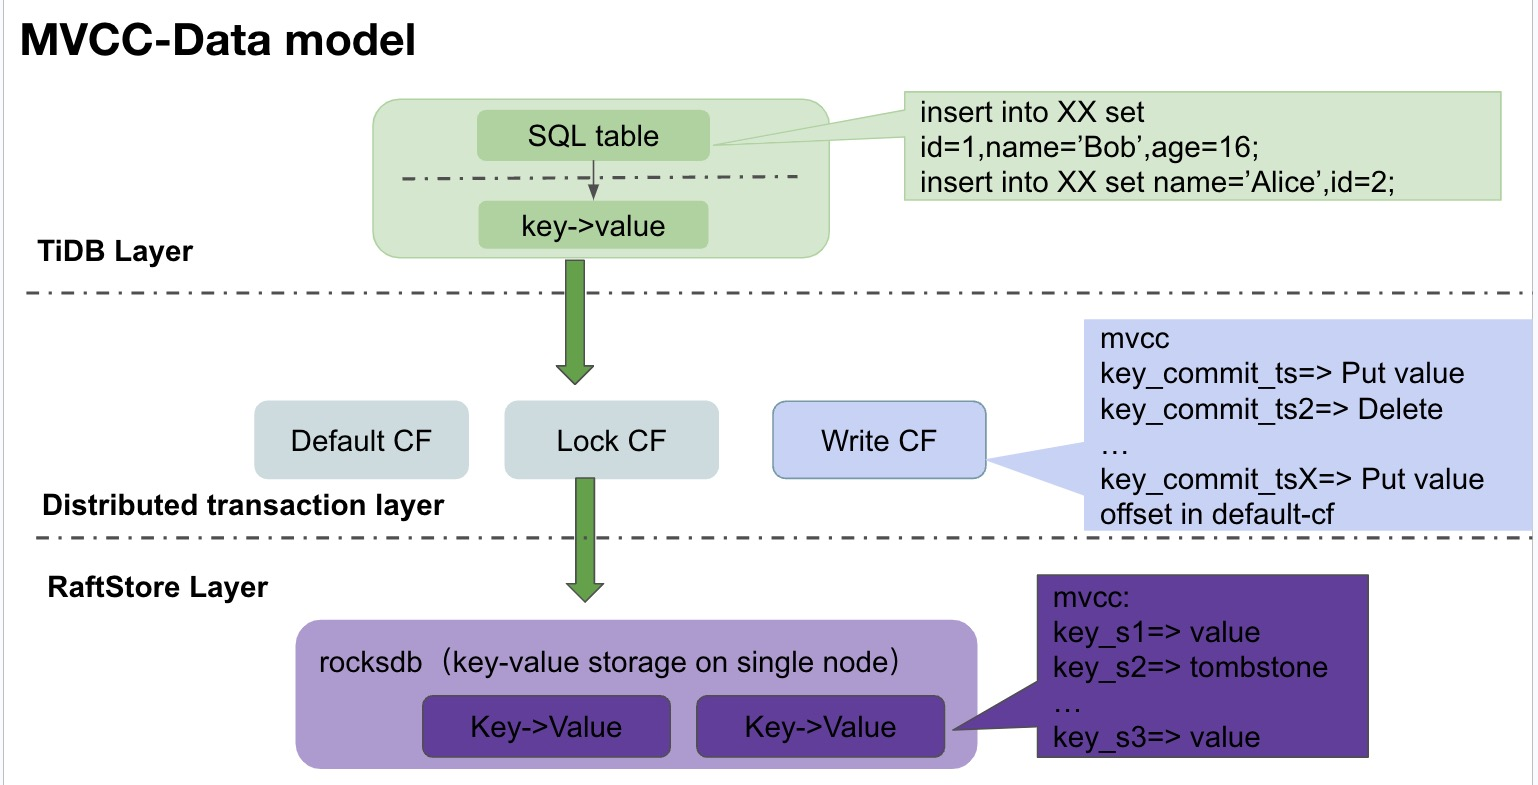 MVCC-Data model
SQL table
key->value
insert into XX set
id=1,name=’Bob’,age=16;
insert into XX set name=’Alice’,id=2;
TiDB Layer
Default CF
Lock CF
Write CF
mvcc
key_commit_ts=> Put value
key_commit_ts2=> Delete
…
key_commit_tsX=> Put value
offset in default-cf
Distributed transaction layer
RaftStore Layer
rocksdb（key-value storage on single node）
Key->Value
Key->Value
mvcc:
key_s1=> value
key_s2=> tombstone
…
key_s3=> value